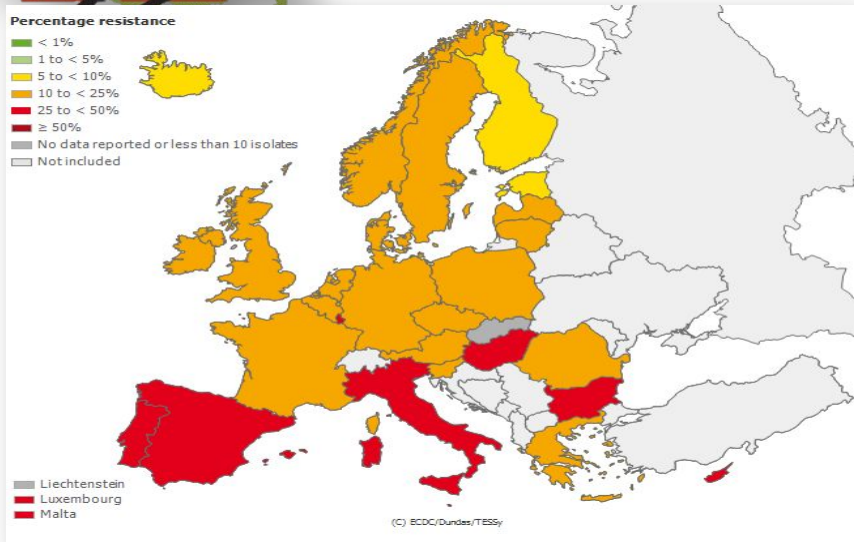 Percentage resistance
< 1%
1 to < 5%
5 to < 10%
10 to < 25%
25 to < 50%
≥ 50%
No data reported or less than 10 isolates
Not included
Liechtenstein
Luxembourg
Malta
(C) ECDC/Dundas/TESSy